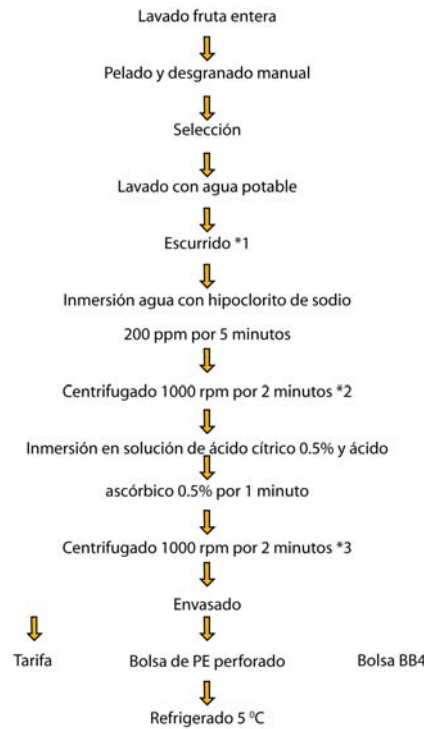 Lavado fruta entera
Pelado y desgranado manual
Selección
Lavado con agua potable
Escurrido *1
Inmersión agua con hipoclorito de sodio
200 ppm por 5 minutos
Centrifugado 1000 rpm por 2 minutos *2
Inmersión en solución de ácido cítrico 0.5% y ácido
ascórbico 0.5% por 1 minuto
Centrifugado 1000 rpm por 2 minutos *3
Envasado
Tarifa Bolsa de PE perforado Bolsa BB4
Refrigerado 5 ⁰C